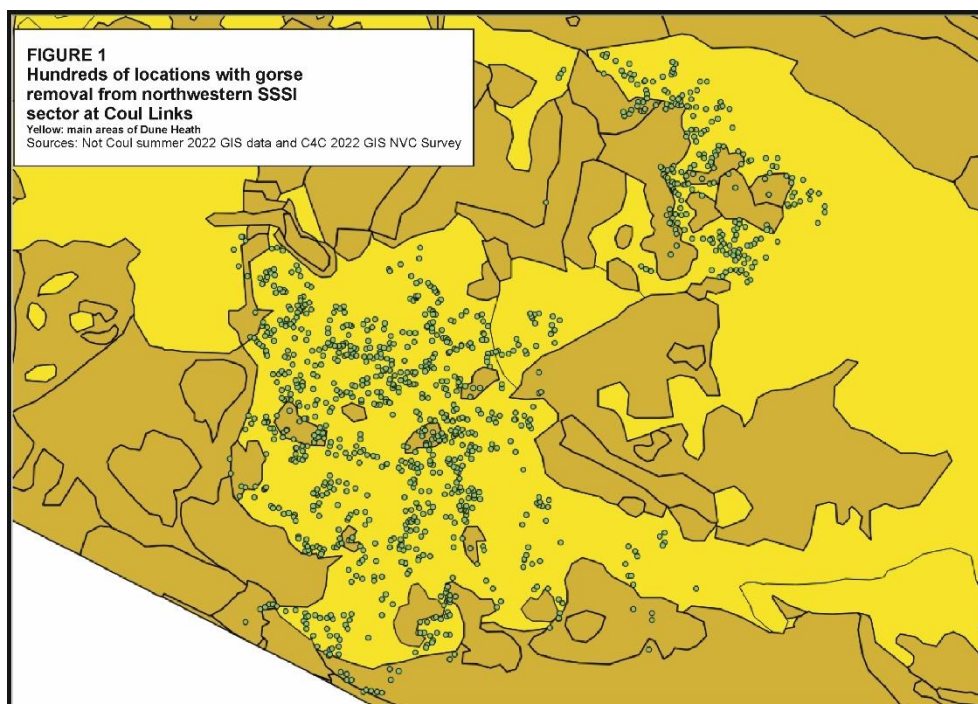 FIGURE 1
Hundreds of locations with gorse
removal from northwestern SSSI
sector at Coul Links
Yellow: main areas of Dune Heath
Sources: Not Coul summer 2022 GIS data and C4C 2022 GIS NVC Survey